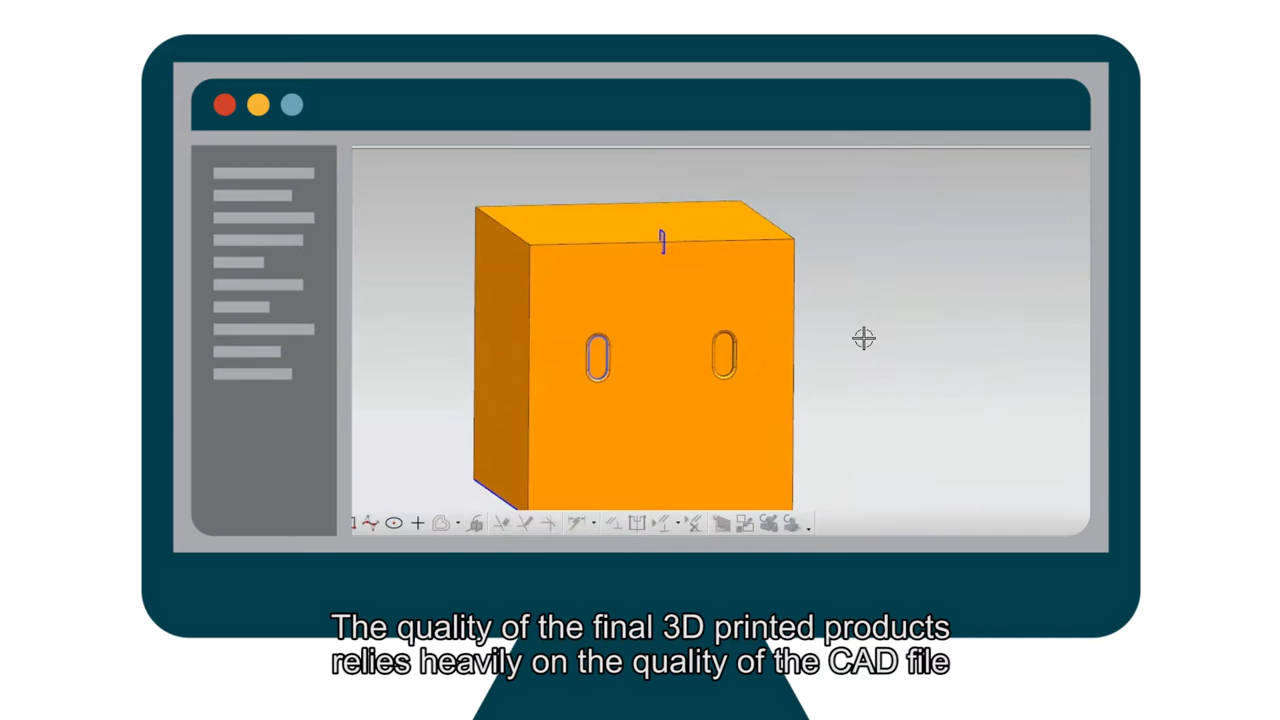 The quality of the final 3D printed products
relies heavily on the quality of the CAD file